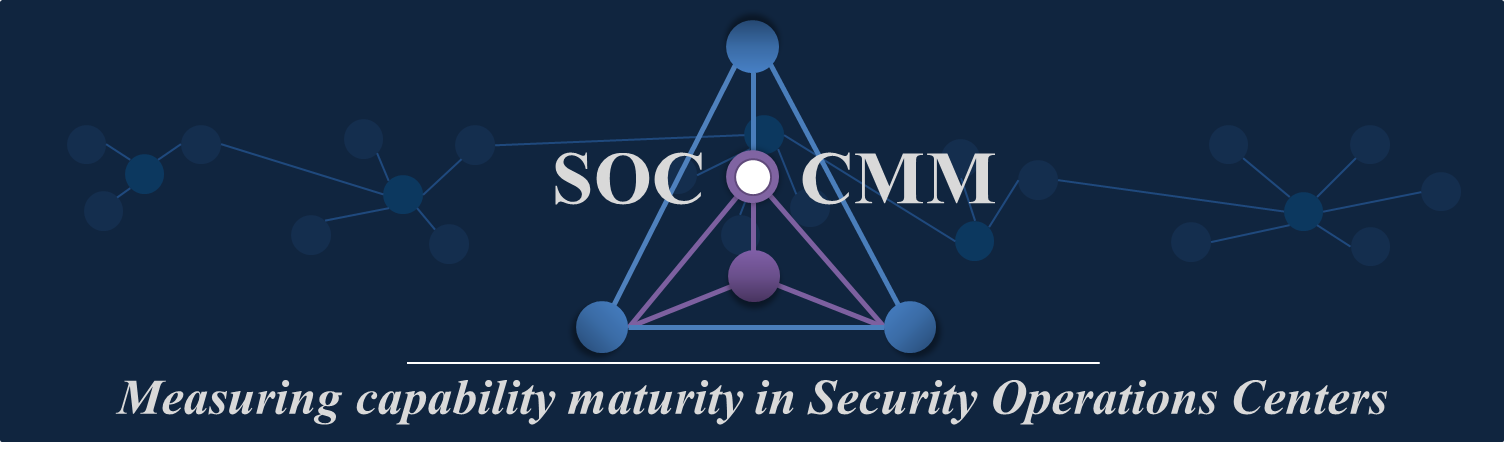 SOC CMM
Measuring capability maturity in Security Operations Centers